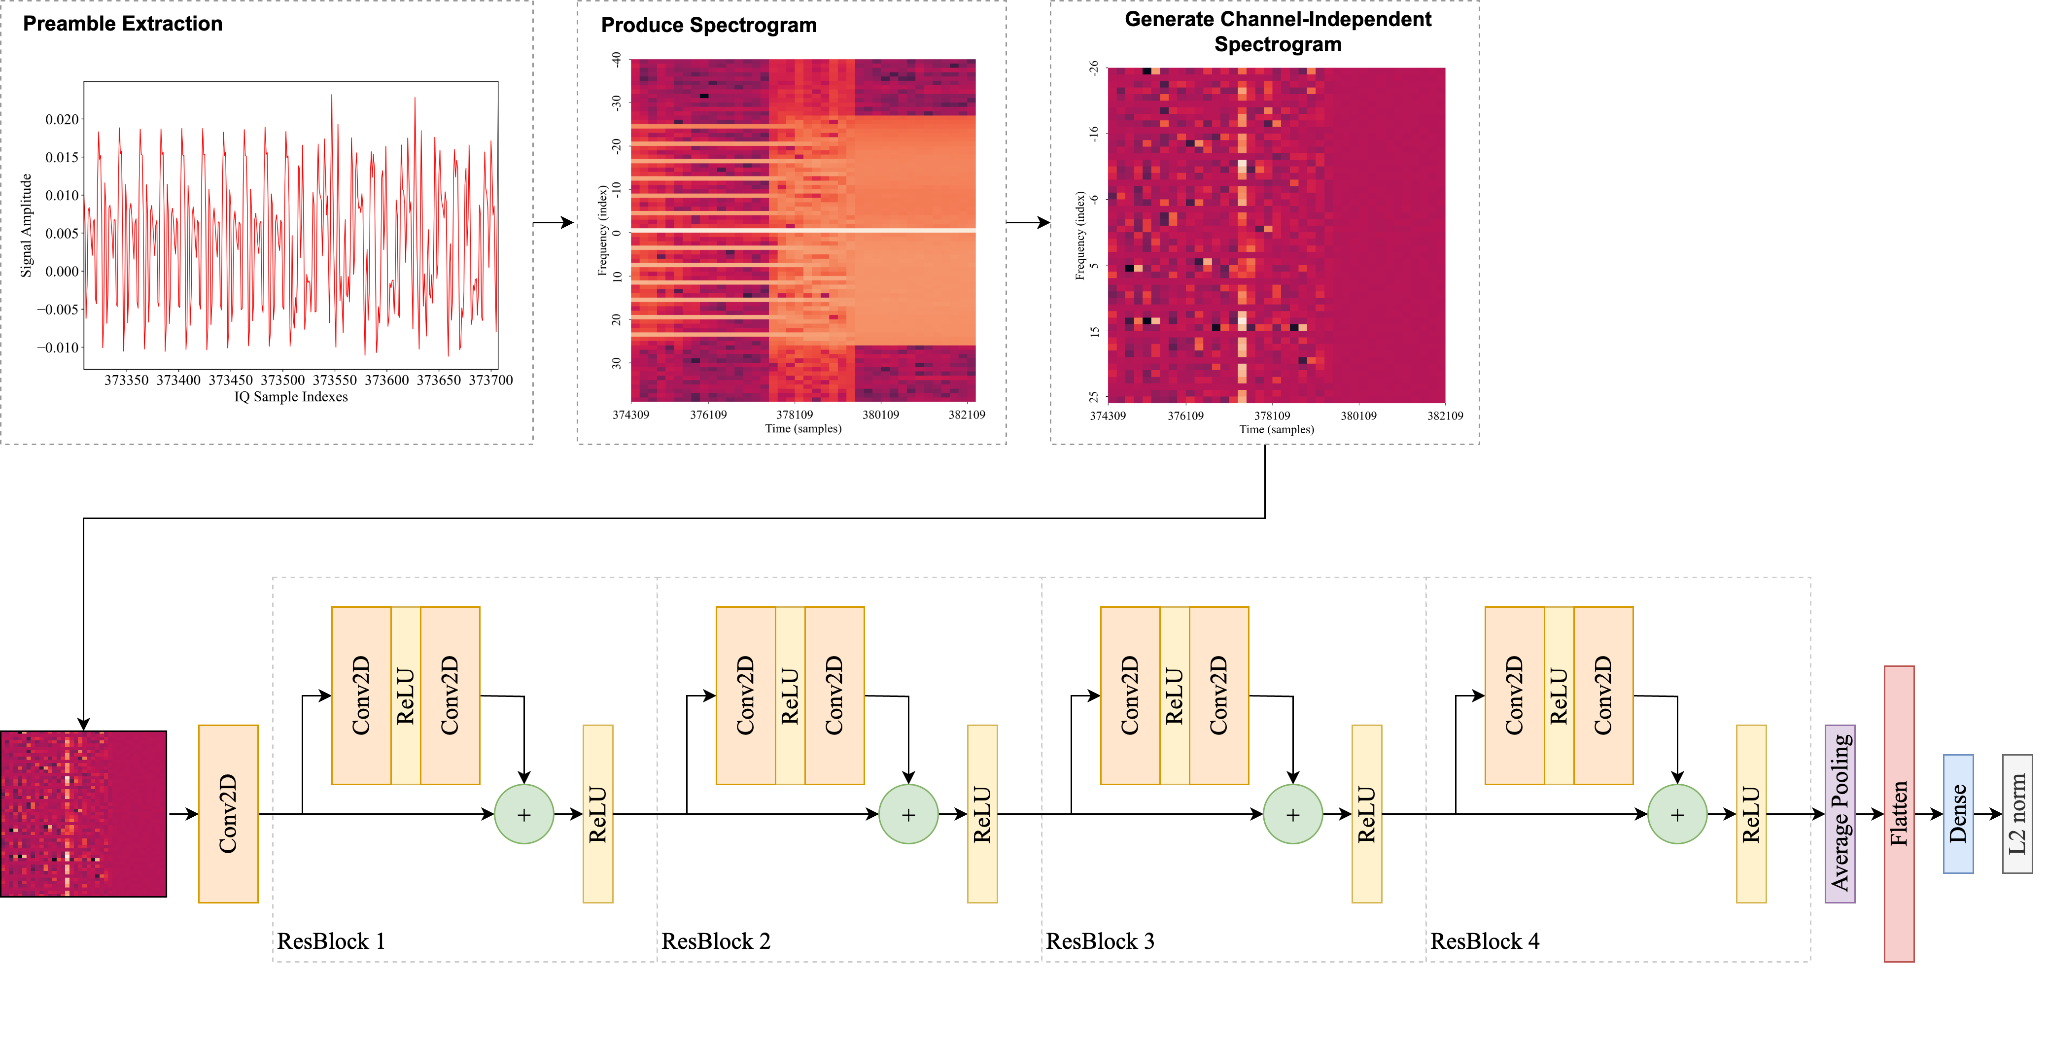 Preamble Extraction
0.020
0.015
0.010
0.005
0.000
−0.005
−0.010
Signal Amplitude
373350 373400 373450 373500 373550 373600 373650 373700
IQ Sample Indexes
Produce Spectrogram
-40
-30
-20
-10
0
10
20
30
Frequency (index)
374309 376109 378109 380109 382109
Time (samples)
Generate Channel-Independent
Spectrogram
-26
-16
-6
5
15
25
Frequency (index)
374309 376109 378109 380109 382109
Time (samples)
Conv2D
Conv2D
ReLU
Conv2D
+
ReLU
ResBlock 1
Conv2D
ReLU
Conv2D
+
ReLU
ResBlock 2
Conv2D
ReLU
Conv2D
+
ReLU
ResBlock 3
Conv2D
ReLU
Conv2D
+
ReLU
ResBlock 4
Average Pooling
Flatten
Dense
L2 norm